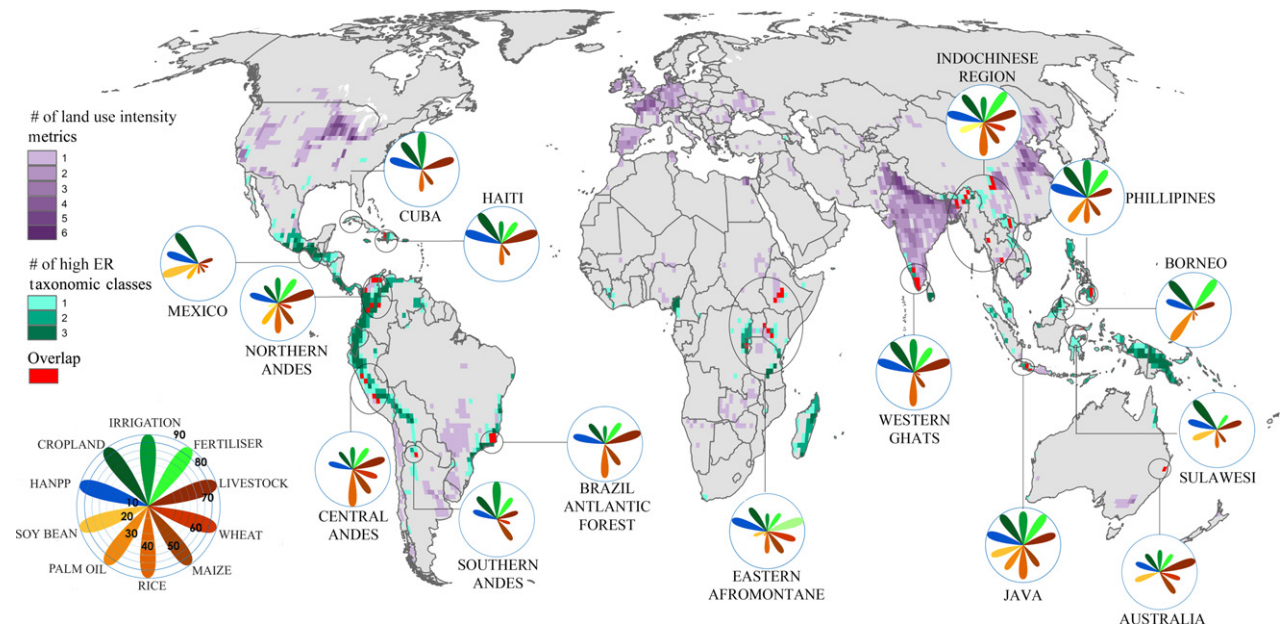 # of land use intensity
metrics
1
2
3
4
5
6
# of high ER
taxonomic classes
1
2
3
Overlap
INDOCHINESE
REGION
CUBA
HAITI
PHILLIPINES
BORNEO
MEXICO
NORTHERN
ANDES
WESTERN
GHATS
SULAWESI
CENTRAL
ANDES
SOUTHERN
ANDES
BRAZIL
ANTLANTIC
FOREST
EASTERN
AFROMONTANE
JAVA
AUSTRALIA
IRRIGATION
CROPLAND
90
FERTILISER
80
HANPP
LIVESTOCK
70
10
SOY BEAN
20
60
WHEAT
30
40
50
PALM OIL
MAIZE
RICE